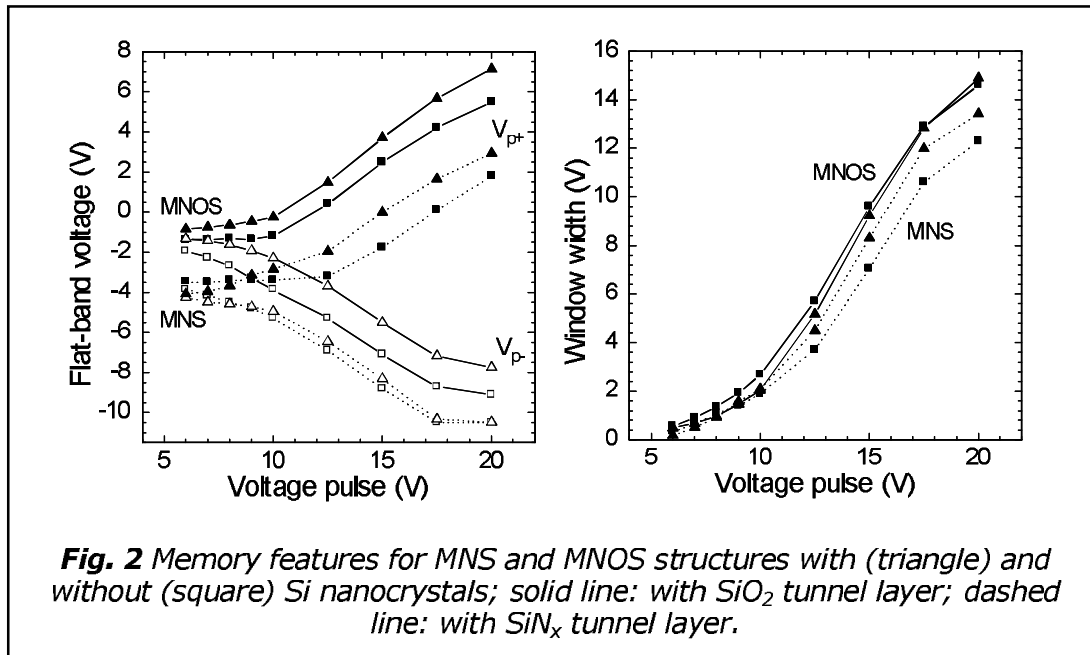 8
6
4
2
0
-2
-4
-6
-8
-10
Flat-band voltage (V)
MNOS
MNS
Vp+
Vp-
5 10 15 20
Voltage pulse (V)
16
14
12
10
8
6
4
2
0
Window width (V)
MNOS
MNS
5 10 15 20
Voltage pulse (V)
Fig. 2 Memory features for MNS and MNOS structures with (triangle) and
without (square) Si nanocrystals; solid line: with SiO2 tunnel layer; dashed
line: with SiNx tunnel layer.